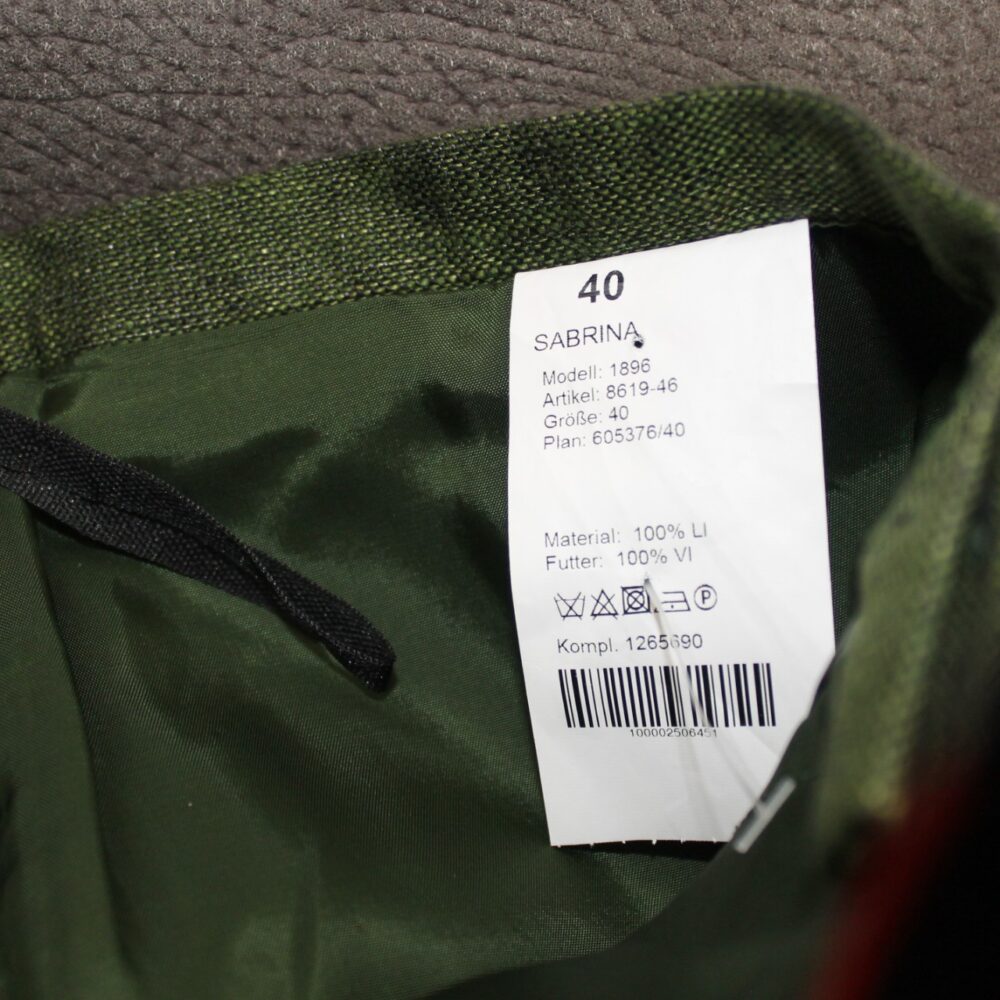 40
SABRINA
Modell: 1896
Artikel: 8619-46
Größe: 40
Plan: 605376/40
Material: 100% LI
Futter: 100% VI
P
Kompl. 1265690
100002506451